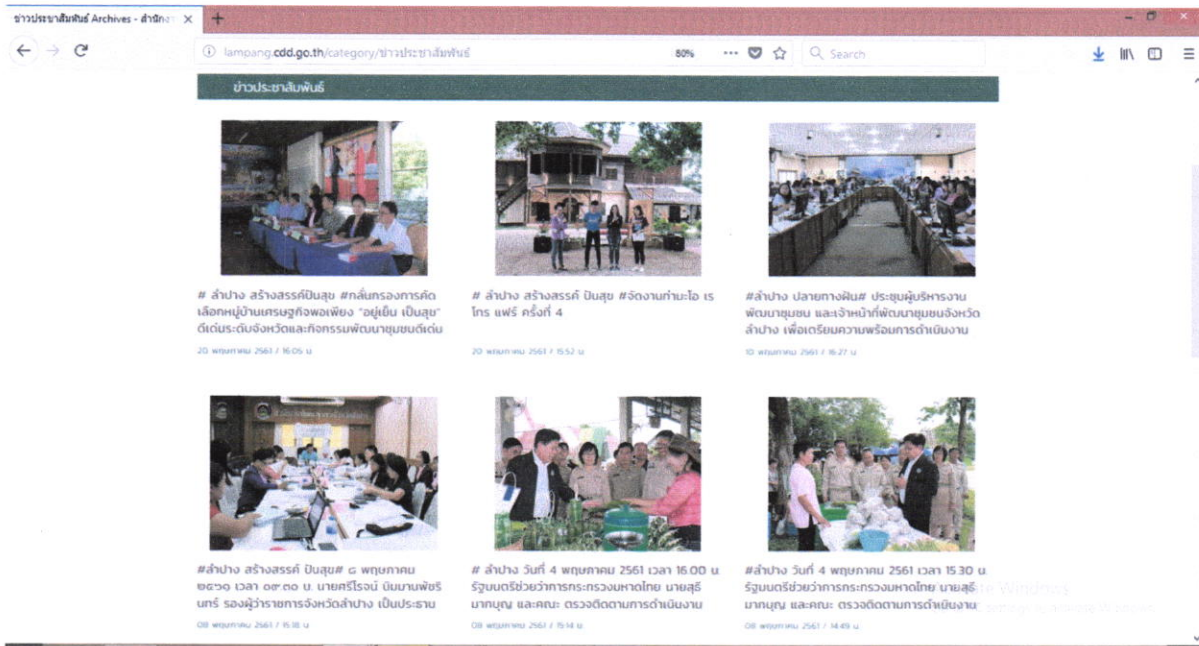 ข่าวประชาสัมพันธ์ Archives - สำนักง
lampang.cdd.go.th/category/ข่าวประชาสัมพันธ์
80%
Search
ข่าวประชาสัมพันธ์
# ลำปาง สร้างสรรค์ปันสุข #กลั่นกรองการคัด
เลือกหมู่บ้านเศรษฐกิจพอเพียง "อยู่เย็น เป็นสุข"
ดีเด่นระดับจังหวัดและกิจกรรมพัฒนาชุมชนดีเด่น
20 พฤษภาคม 2561 / 16:05 น
# ลำปาง สร้างสรรค์ ปันสุข #จัดงานท่ามะโอ เร
โทร แฟร์ ครั้งที่ 4
20 พฤษภาคม 2561 / 15:52 น
#ลำปาง ปลายทางฝัน# ประชุมผู้บริหารงาน
พัฒนาชุมชน และเจ้าหน้าที่พัฒนาชุมชนจังหวัด
ลำปาง เพื่อเตรียมความพร้อมการดำเนินงาน
10 พฤษภาคม 2561 / 16:27 น
#ลำปาง สร้างสรรค์ ปันสุข# ๘ พฤษภาคม
๒๕๖๑ เวลา ๐๙.๓๐ น. นายศรีโรจน์ นิมมานพัชริ
นทร์ รองผู้ว่าราชการจังหวัดลำปาง เป็นประธาน
08 พฤษภาคม 2561 / 15:18 น
# ลำปาง วันที่ 4 พฤษภาคม 2561 เวลา 16.00 น.
รัฐมนตรีช่วยว่าการกระทรวงมหาดไทย นายสุธี
มากบุญ และคณะ ตรวจติดตามการดำเนินงาน
08 พฤษภาคม 2561 / 15:14 น
#ลำปาง วันที่ 4 พฤษภาคม 2561 เวลา 15.30 น.
รัฐมนตรีช่วยว่าการกระทรวงมหาดไทย นายสุธี
มากบุญ และคณะ ตรวจติดตามการดำเนินงาน
08 พฤษภาคม 2561 / 14:49 น
Windows